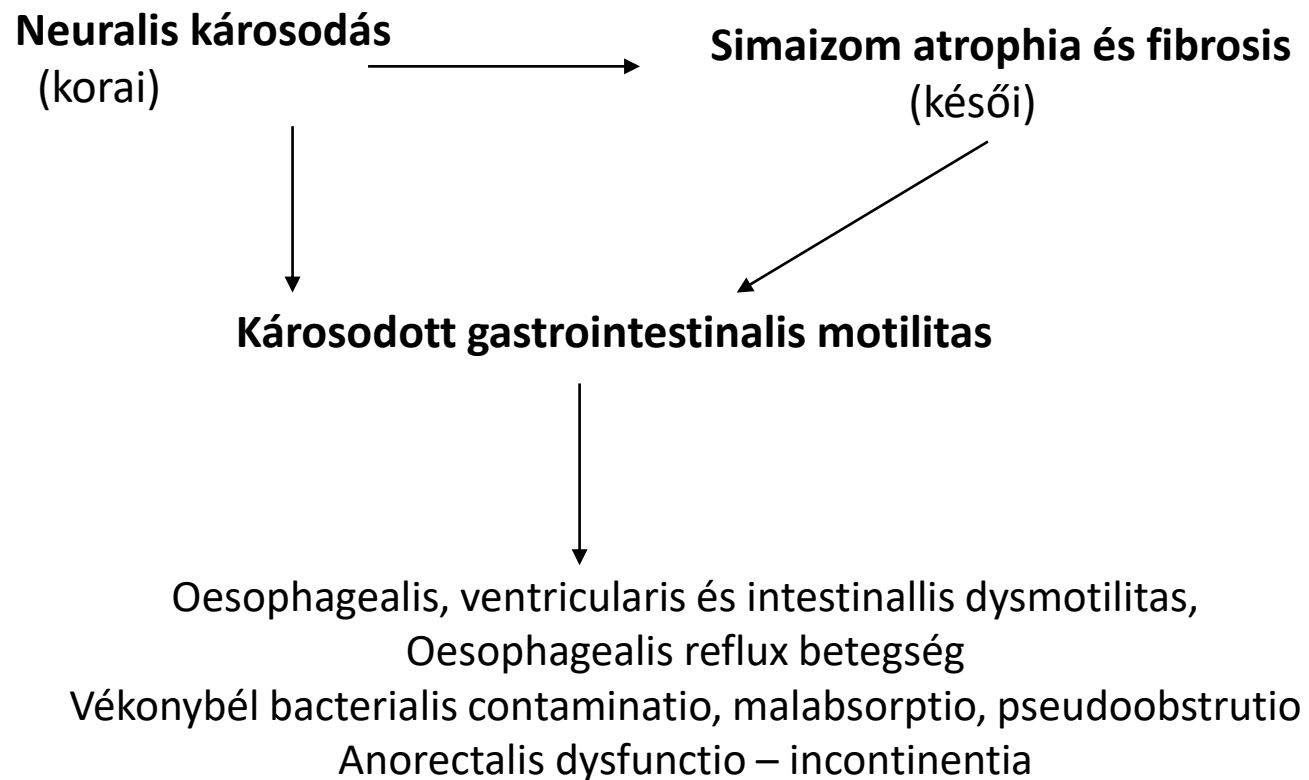 Neuralis károsodás
(korai)
Simaizom atrophia és fibrosis
(késői)
Károsodott gastrointestinalis motilitas
Oesophagealis, ventricularis és intestinallis dysmotilitas,
Oesophagealis reflux betegség
Vékonybél bacterialis contaminatio, malabsorptio, pseudoobstrutio
Anorectalis dysfunctio – incontinentia